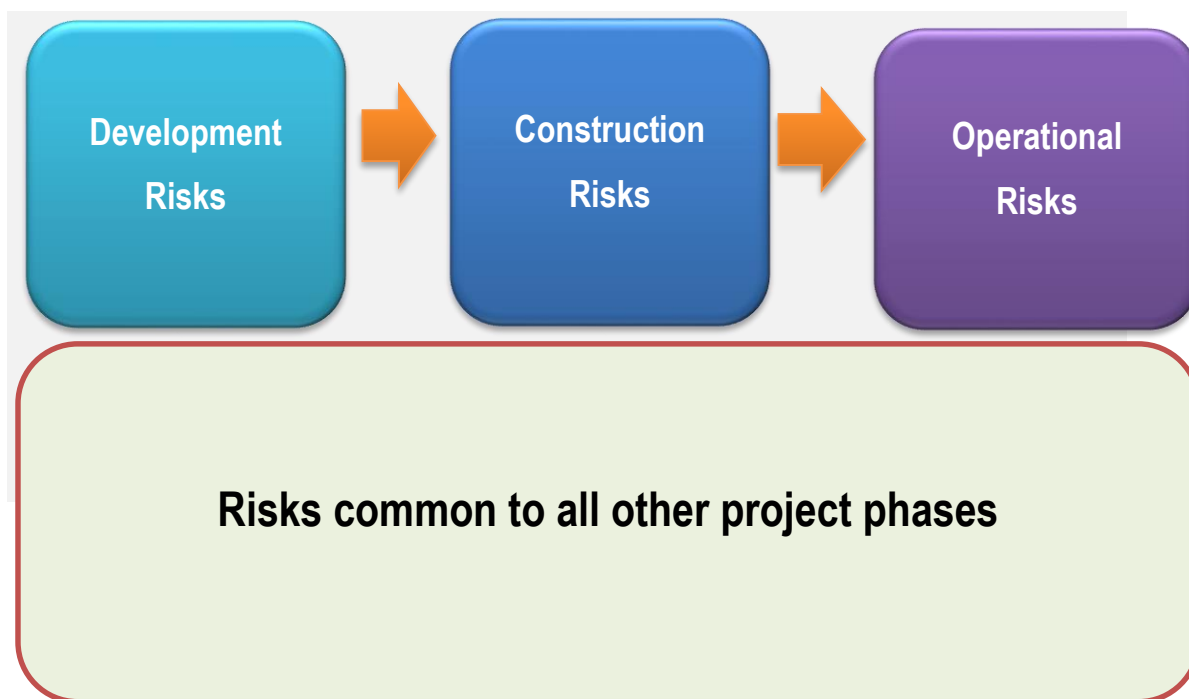 Development
Risks
Construction
Risks
Operational
Risks
Risks common to all other project phases